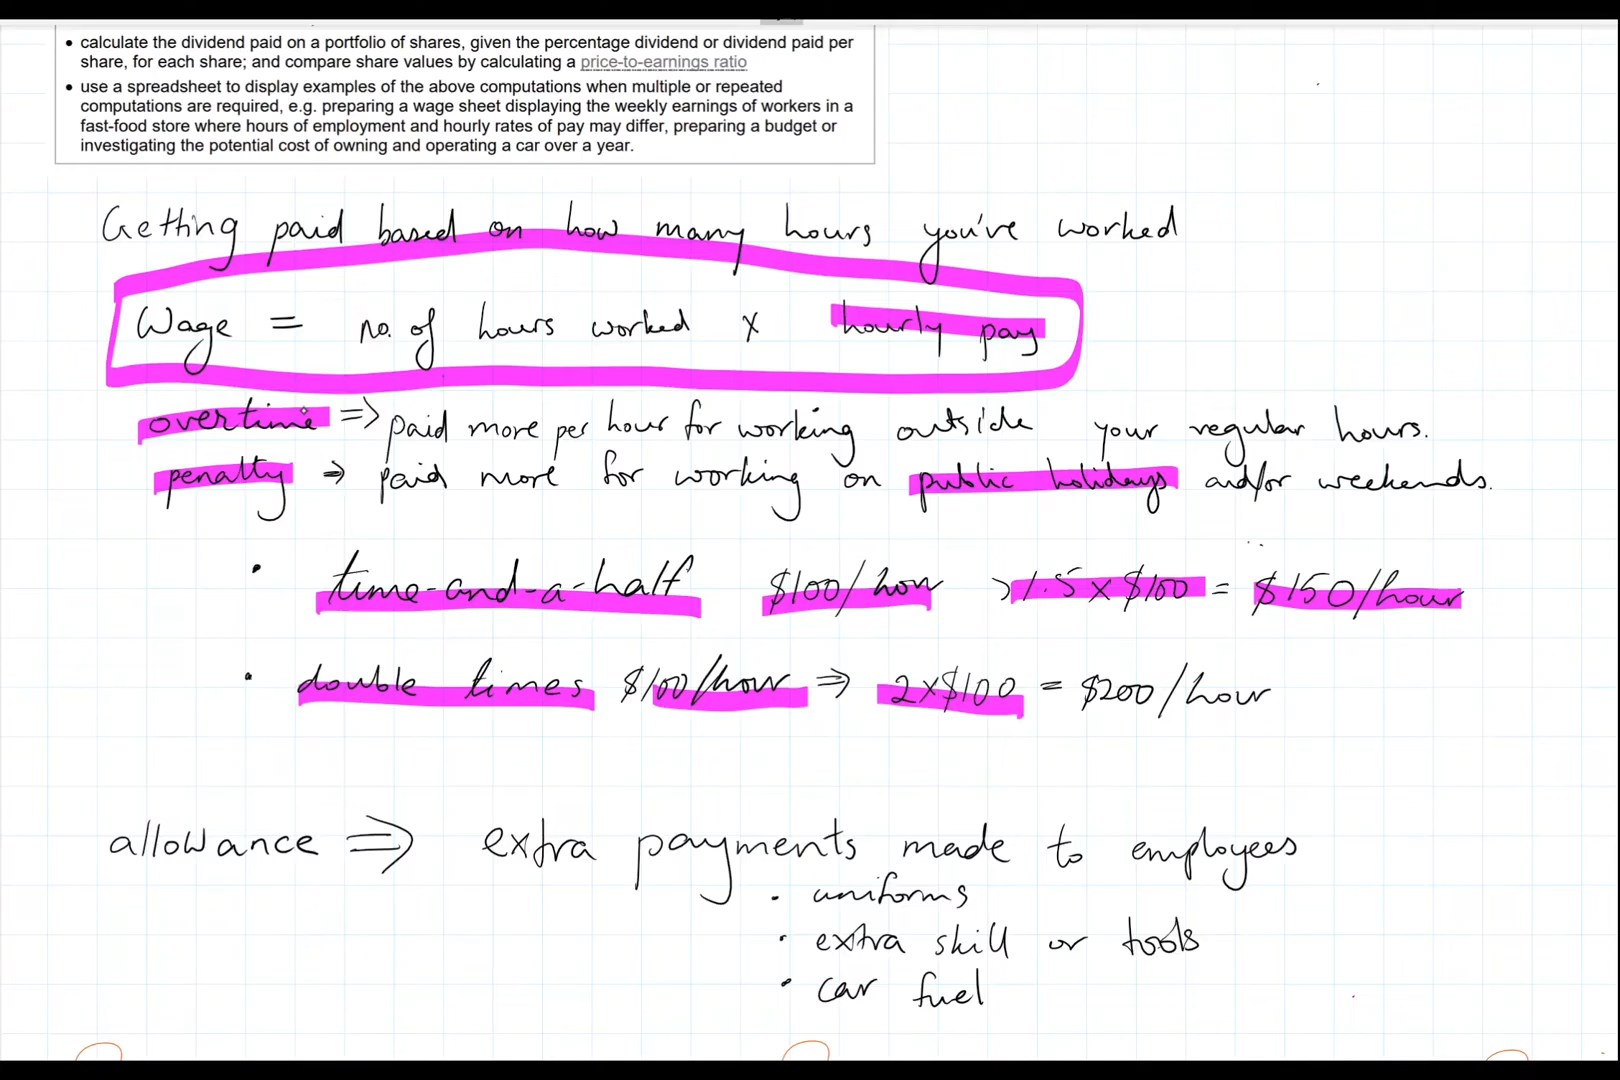 • calculate the dividend paid on a portfolio of shares, given the percentage dividend or dividend paid per
share, for each share; and compare share values by calculating a price-to-earnings ratio
• use a spreadsheet to display examples of the above computations when multiple or repeated
computations are required, e.g. preparing a wage sheet displaying the weekly earnings of workers in a
fast-food store where hours of employment and hourly rates of pay may differ, preparing a budget or
investigating the potential cost of owning and operating a car over a year.
Getting paid based on how many hours you've worked
Wage = no. of hours worked x hourly pay
overtime => paid more per hour for working outside your regular hours.
penalty => paid more for working on public holidays and/or weekends.
• time-and-a-half $100/hour > 1.5 x $100 = $150/hour
• double times $100/hour => 2 x $100 = $200/hour
allowance => extra payments made to employees
• uniforms
• extra skill or tools
• car fuel